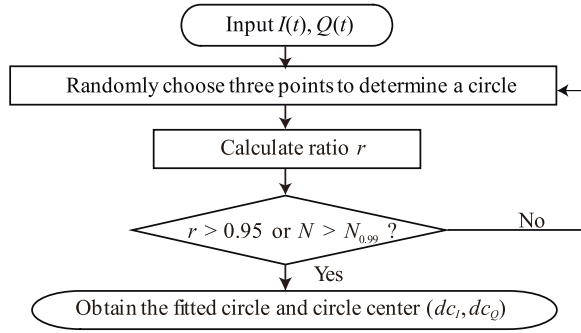 Input I(t), Q(t)
Randomly choose three points to determine a circle
Calculate ratio r
r > 0.95 or N > N0.99 ?
No
Yes
Obtain the fitted circle and circle center (dcI, dcQ)